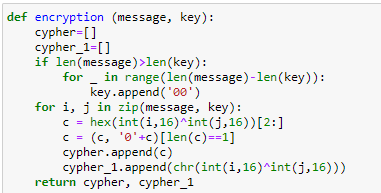 def encryption (message, key):
    cypher=[]
    cypher_1=[]
    if len(message)>len(key):
        for _ in range(len(message)-len(key)):
            key.append('00')
    for i, j in zip(message, key):
        c = hex(int(i,16)^int(j,16))[2:]
        c = (c, '0'+c)[len(c)==1]
        cypher.append(c)
        cypher_1.append(chr(int(i,16)^int(j,16)))
    return cypher, cypher_1